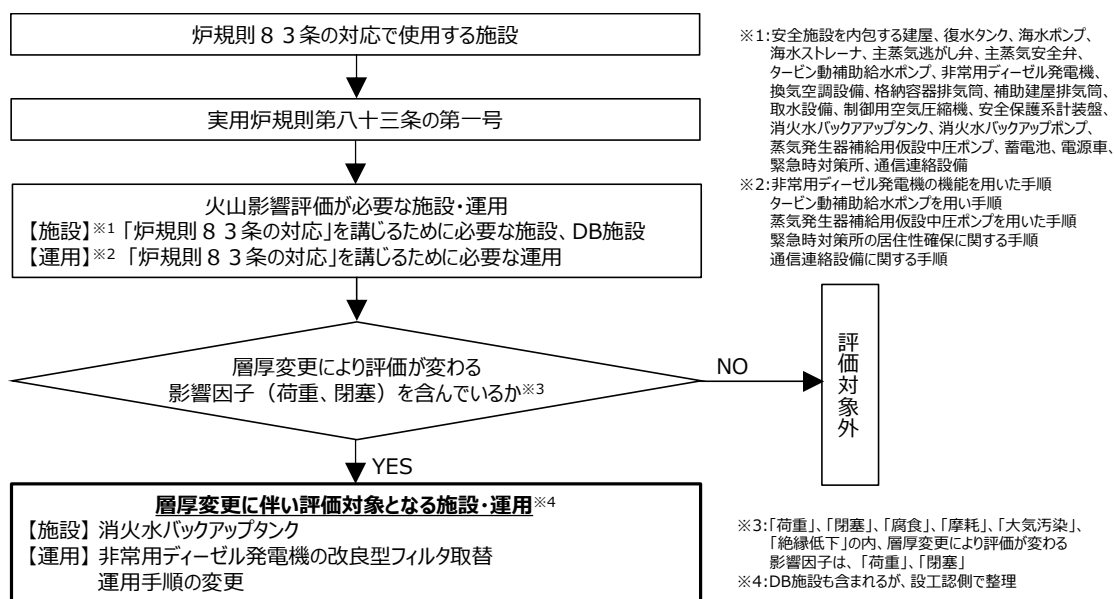 炉規則83条の対応で使用する施設
実用炉規則第八十三条の第一号
火山影響評価が必要な施設・運用
【施設】※1 「炉規則83条の対応」を講じるために必要な施設、DB施設
【運用】※2 「炉規則83条の対応」を講じるために必要な運用
層厚変更により評価が変わる
影響因子（荷重、閉塞）を含んでいるか※3
NO
評価対象外
YES
層厚変更に伴い評価対象となる施設・運用※4
【施設】 消火水バックアップタンク
【運用】 非常用ディーゼル発電機の改良型フィルタ取替
運用手順の変更
※1:安全施設を内包する建屋、復水タンク、海水ポンプ、
海水ストレーナ、主蒸気逃がし弁、主蒸気安全弁、
タービン動補助給水ポンプ、非常用ディーゼル発電機、
換気空調設備、格納容器排気筒、補助建屋排気筒、
取水設備、制御用空気圧縮機、安全保護系計装盤、
消火水バックアアップタンク、消火水バックアップポンプ、
蒸気発生器補給用仮設中圧ポンプ、蓄電池、電源車、
緊急時対策所、通信連絡設備
※2:非常用ディーゼル発電機の機能を用いた手順
タービン動補助給水ポンプを用い手順
蒸気発生器補給用仮設中圧ポンプを用いた手順
緊急時対策所の居住性確保に関する手順
通信連絡設備に関する手順
※3:「荷重」、「閉塞」、「腐食」、「摩耗」、「大気汚染」、
「絶縁低下」の内、層厚変更により評価が変わる
影響因子は、「荷重」、「閉塞」
※4:DB施設も含まれるが、設工認側で整理